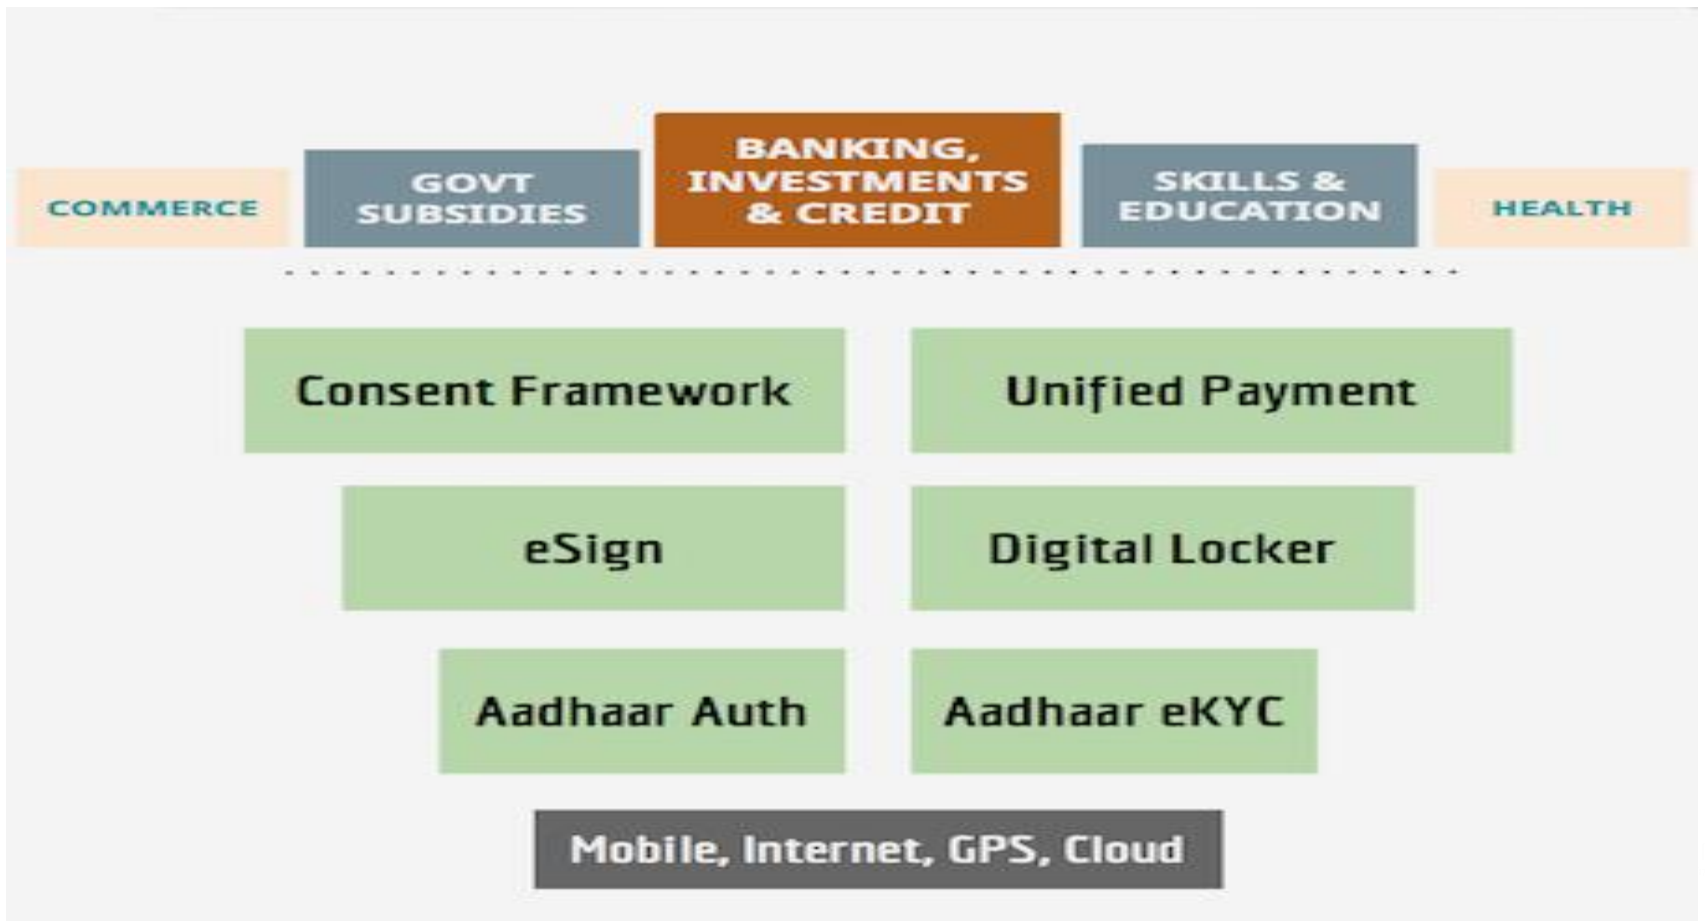 COMMERCE
GOVT
SUBSIDIES
BANKING,
INVESTMENTS
& CREDIT
SKILLS &
EDUCATION
HEALTH
Consent Framework
Unified Payment
eSign
Digital Locker
Aadhaar Auth
Aadhaar eKYC
Mobile, Internet, GPS, Cloud